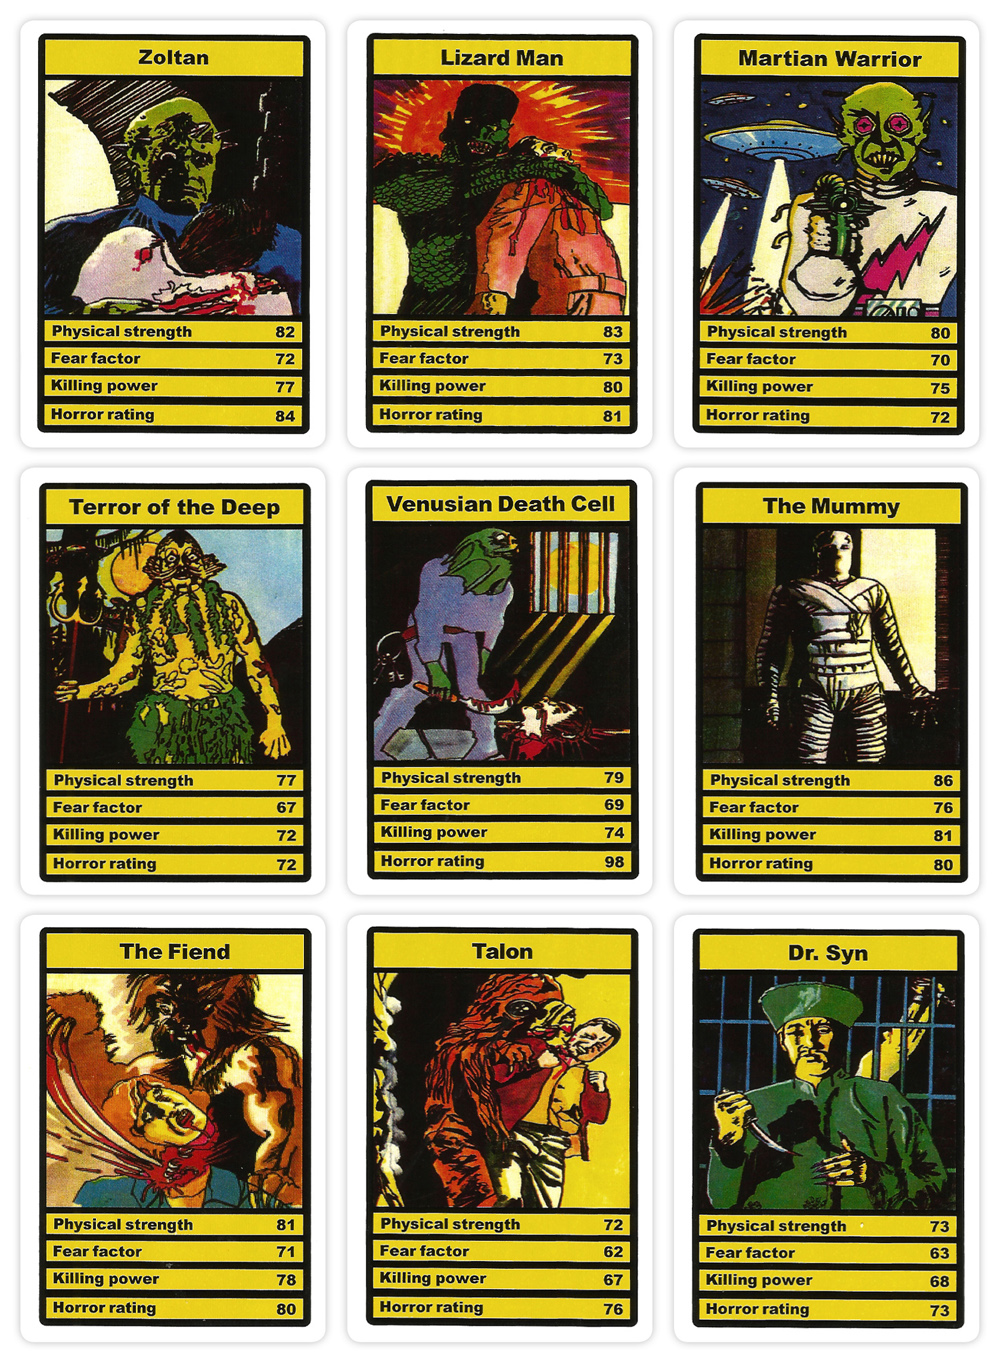 Zoltan
Physical strength 82
Fear factor 72
Killing power 77
Horror rating 84
Lizard Man
Physical strength 83
Fear factor 73
Killing power 80
Horror rating 81
Martian Warrior
Physical strength 80
Fear factor 70
Killing power 75
Horror rating 72
Terror of the Deep
Physical strength 77
Fear factor 67
Killing power 72
Horror rating 72
Venusian Death Cell
Physical strength 79
Fear factor 69
Killing power 74
Horror rating 98
The Mummy
Physical strength 86
Fear factor 76
Killing power 81
Horror rating 80
The Fiend
Physical strength 81
Fear factor 71
Killing power 78
Horror rating 80
Talon
Physical strength 72
Fear factor 62
Killing power 67
Horror rating 76
Dr. Syn
Physical strength 73
Fear factor 63
Killing power 68
Horror rating 73